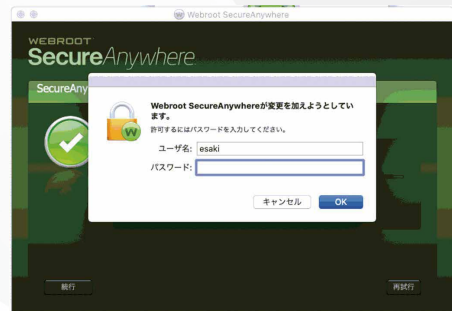 Webroot SecureAnywhere
WEBROOT
SecureAnywhere
SecureAny
Webroot SecureAnywhereが変更を加えようとしてい
ます。
許可するにはパスワードを入力してください。
ユーザ名: esaki
パスワード:
キャンセル OK
続行 再試行